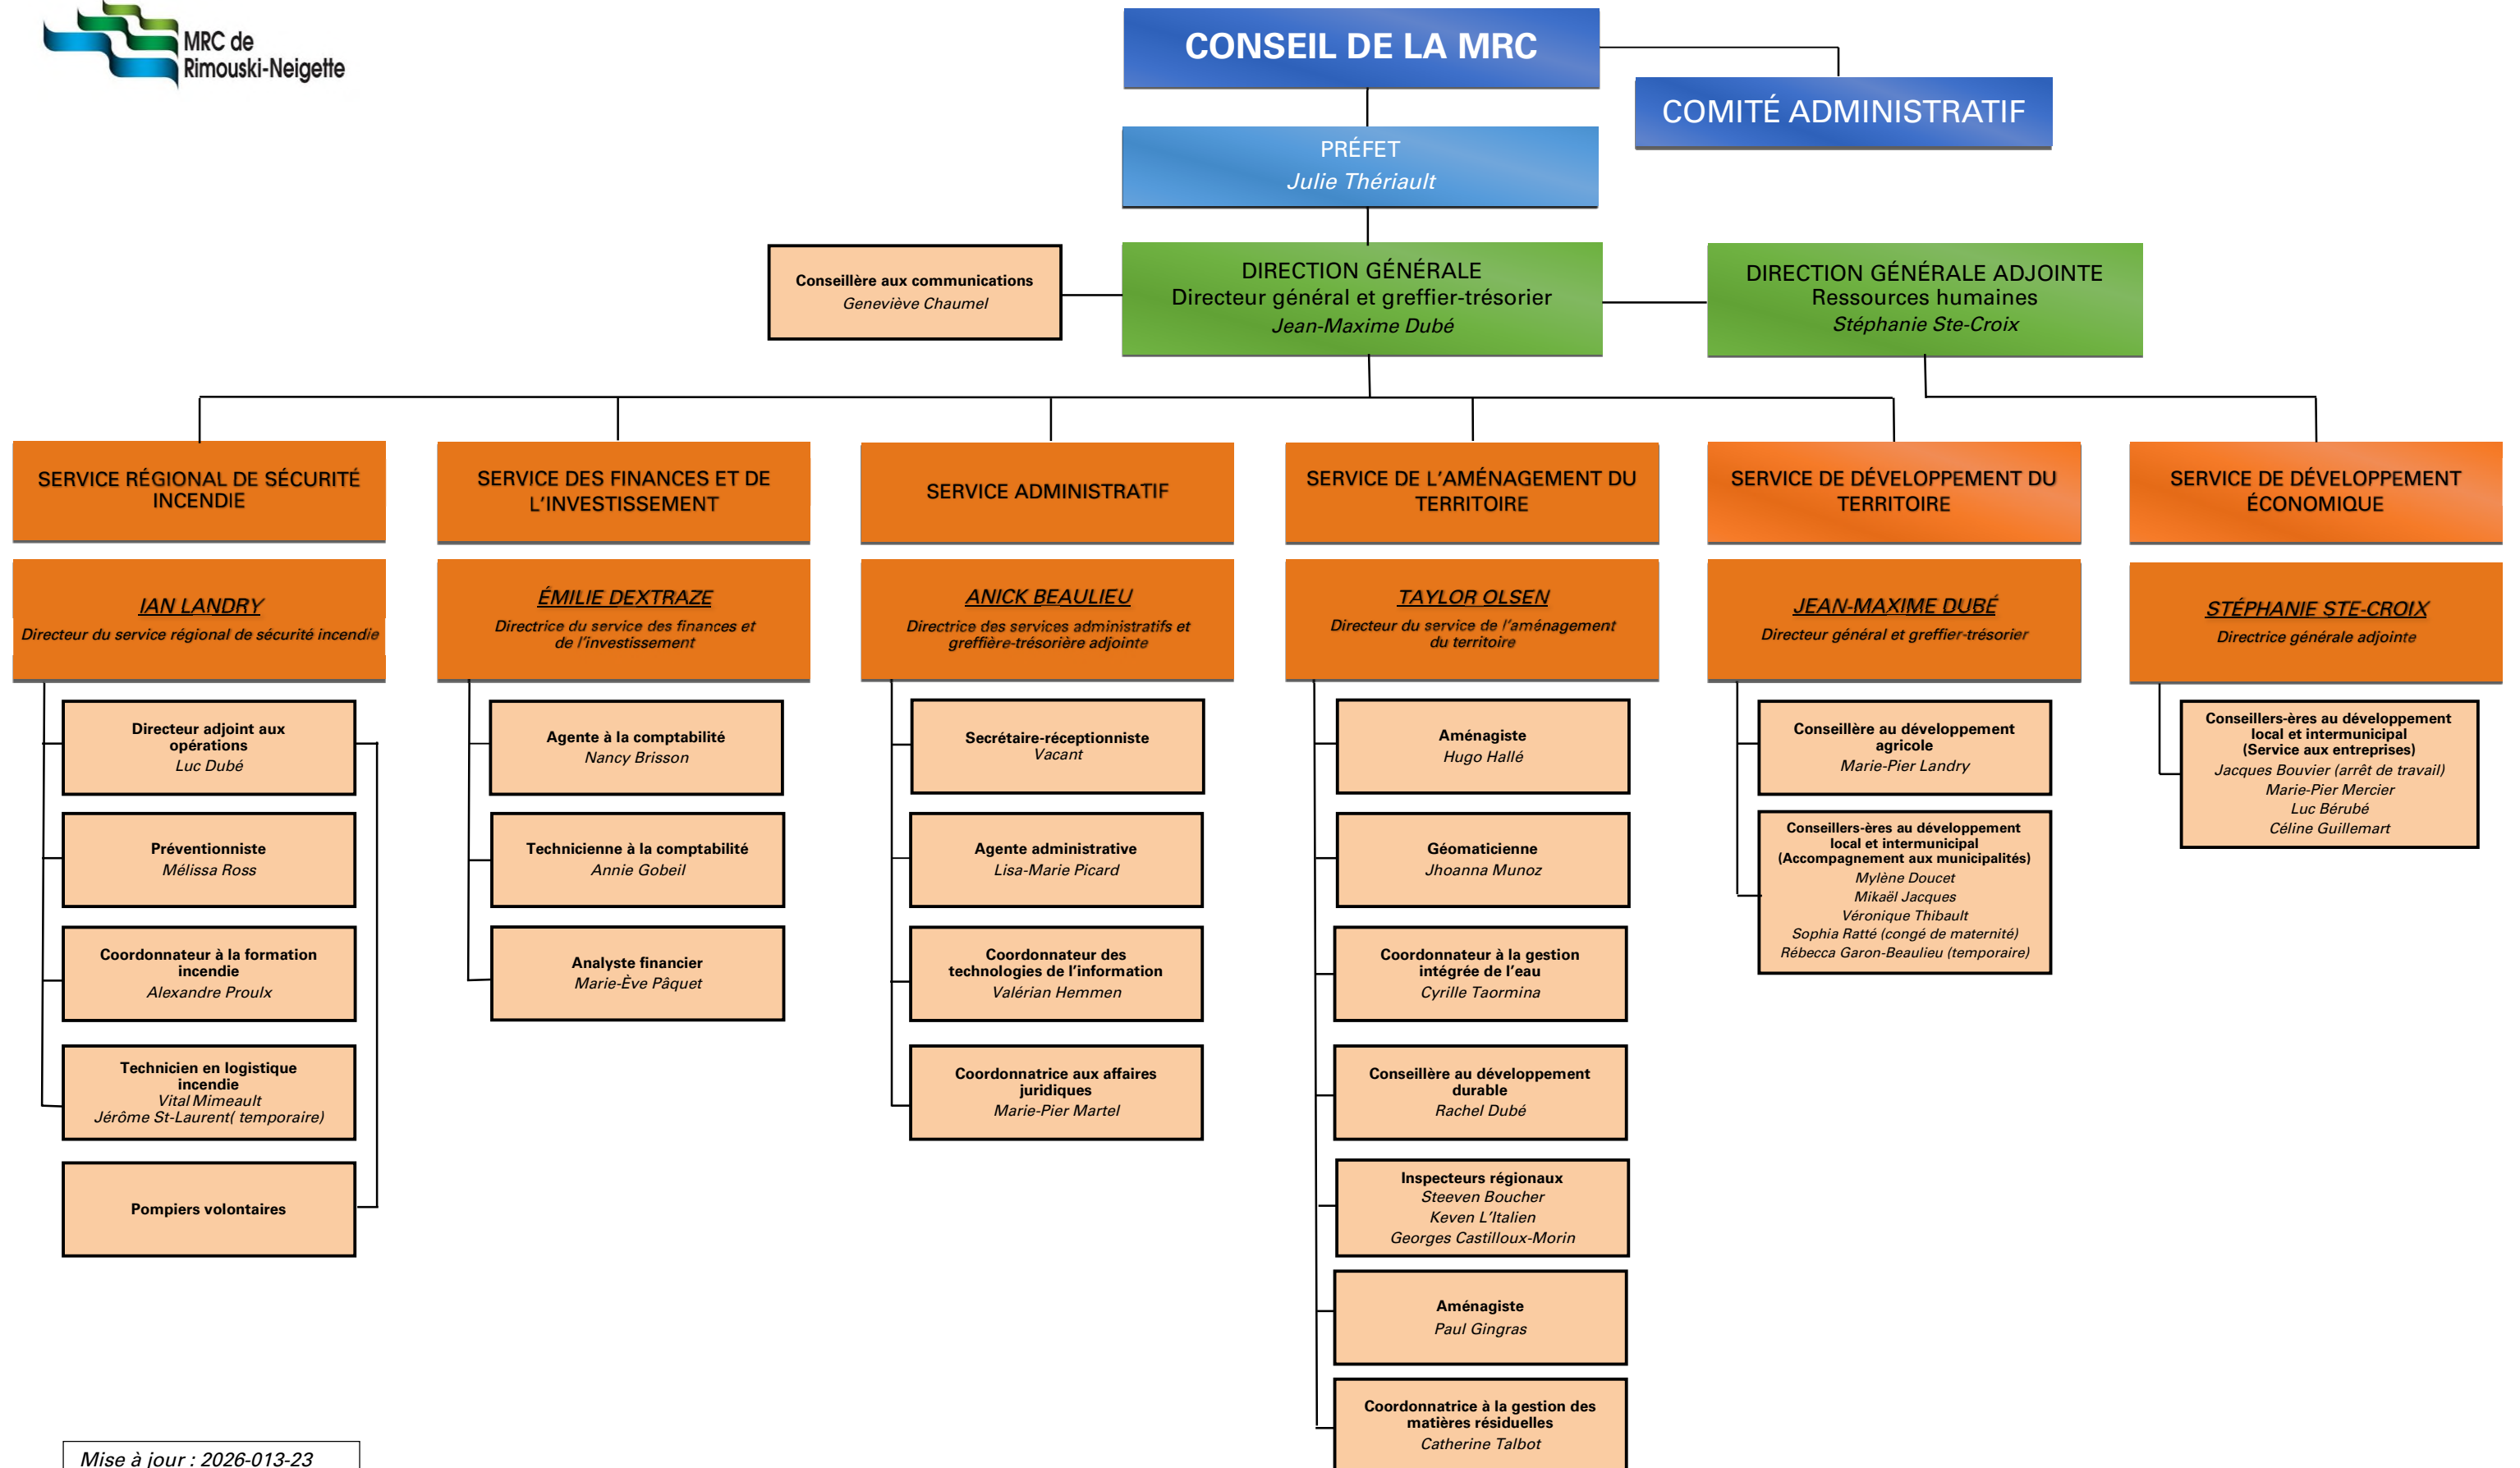 MRC de
Rimouski-Neigette
CONSEIL DE LA MRC
COMITÉ ADMINISTRATIF
PRÉFET
Julie Thériault
Conseillère aux communications
Geneviève Chaumel
DIRECTION GÉNÉRALE
Directeur général et greffier-trésorier
Jean-Maxime Dubé
DIRECTION GÉNÉRALE ADJOINTE
Ressources humaines
Stéphanie Ste-Croix
SERVICE RÉGIONAL DE SÉCURITÉ
INCENDIE
IAN LANDRY
Directeur du service régional de sécurité incendie
Directeur adjoint aux
opérations
Luc Dubé
Préventionniste
Mélissa Ross
Coordonnateur à la formation
incendie
Alexandre Proulx
Technicien en logistique
incendie
Vital Mimeault
Jérôme St-Laurent( temporaire)
Pompiers volontaires
SERVICE DES FINANCES ET DE
L'INVESTISSEMENT
ÉMILIE DEXTRAZE
Directrice du service des finances et
de l'investissement
Agente à la comptabilité
Nancy Brisson
Technicienne à la comptabilité
Annie Gobeil
Analyste financier
Marie-Ève Pâquet
SERVICE ADMINISTRATIF
ANICK BEAULIEU
Directrice des services administratifs et
greffière-trésorière adjointe
Secrétaire-réceptionniste
Vacant
Agente administrative
Lisa-Marie Picard
Coordonnateur des
technologies de l'information
Valérian Hemmen
Coordonnatrice aux affaires
juridiques
Marie-Pier Martel
SERVICE DE L'AMÉNAGEMENT DU
TERRITOIRE
TAYLOR OLSEN
Directeur du service de l'aménagement
du territoire
Aménagiste
Hugo Hallé
Géomaticienne
Jhoanna Munoz
Coordonnateur à la gestion
intégrée de l'eau
Cyrille Taormina
Conseillère au développement
durable
Rachel Dubé
Inspecteurs régionaux
Steeven Boucher
Keven L'Italien
Georges Castilloux-Morin
Aménagiste
Paul Gingras
Coordonnatrice à la gestion des
matières résiduelles
Catherine Talbot
SERVICE DE DÉVELOPPEMENT DU
TERRITOIRE
JEAN-MAXIME DUBÉ
Directeur général et greffier-trésorier
Conseillère au développement
agricole
Marie-Pier Landry
Conseillers-ères au développement
local et intermunicipal
(Accompagnement aux municipalités)
Mylène Doucet
Mikaël Jacques
Véronique Thibault
Sophia Ratté (congé de maternité)
Rébecca Garon-Beaulieu (temporaire)
SERVICE DE DÉVELOPPEMENT
ÉCONOMIQUE
STÉPHANIE STE-CROIX
Directrice générale adjointe
Conseillers-ères au développement
local et intermunicipal
(Service aux entreprises)
Jacques Bouvier (arrêt de travail)
Marie-Pier Mercier
Luc Bérubé
Céline Guillemart
Mise à jour : 2026-013-23